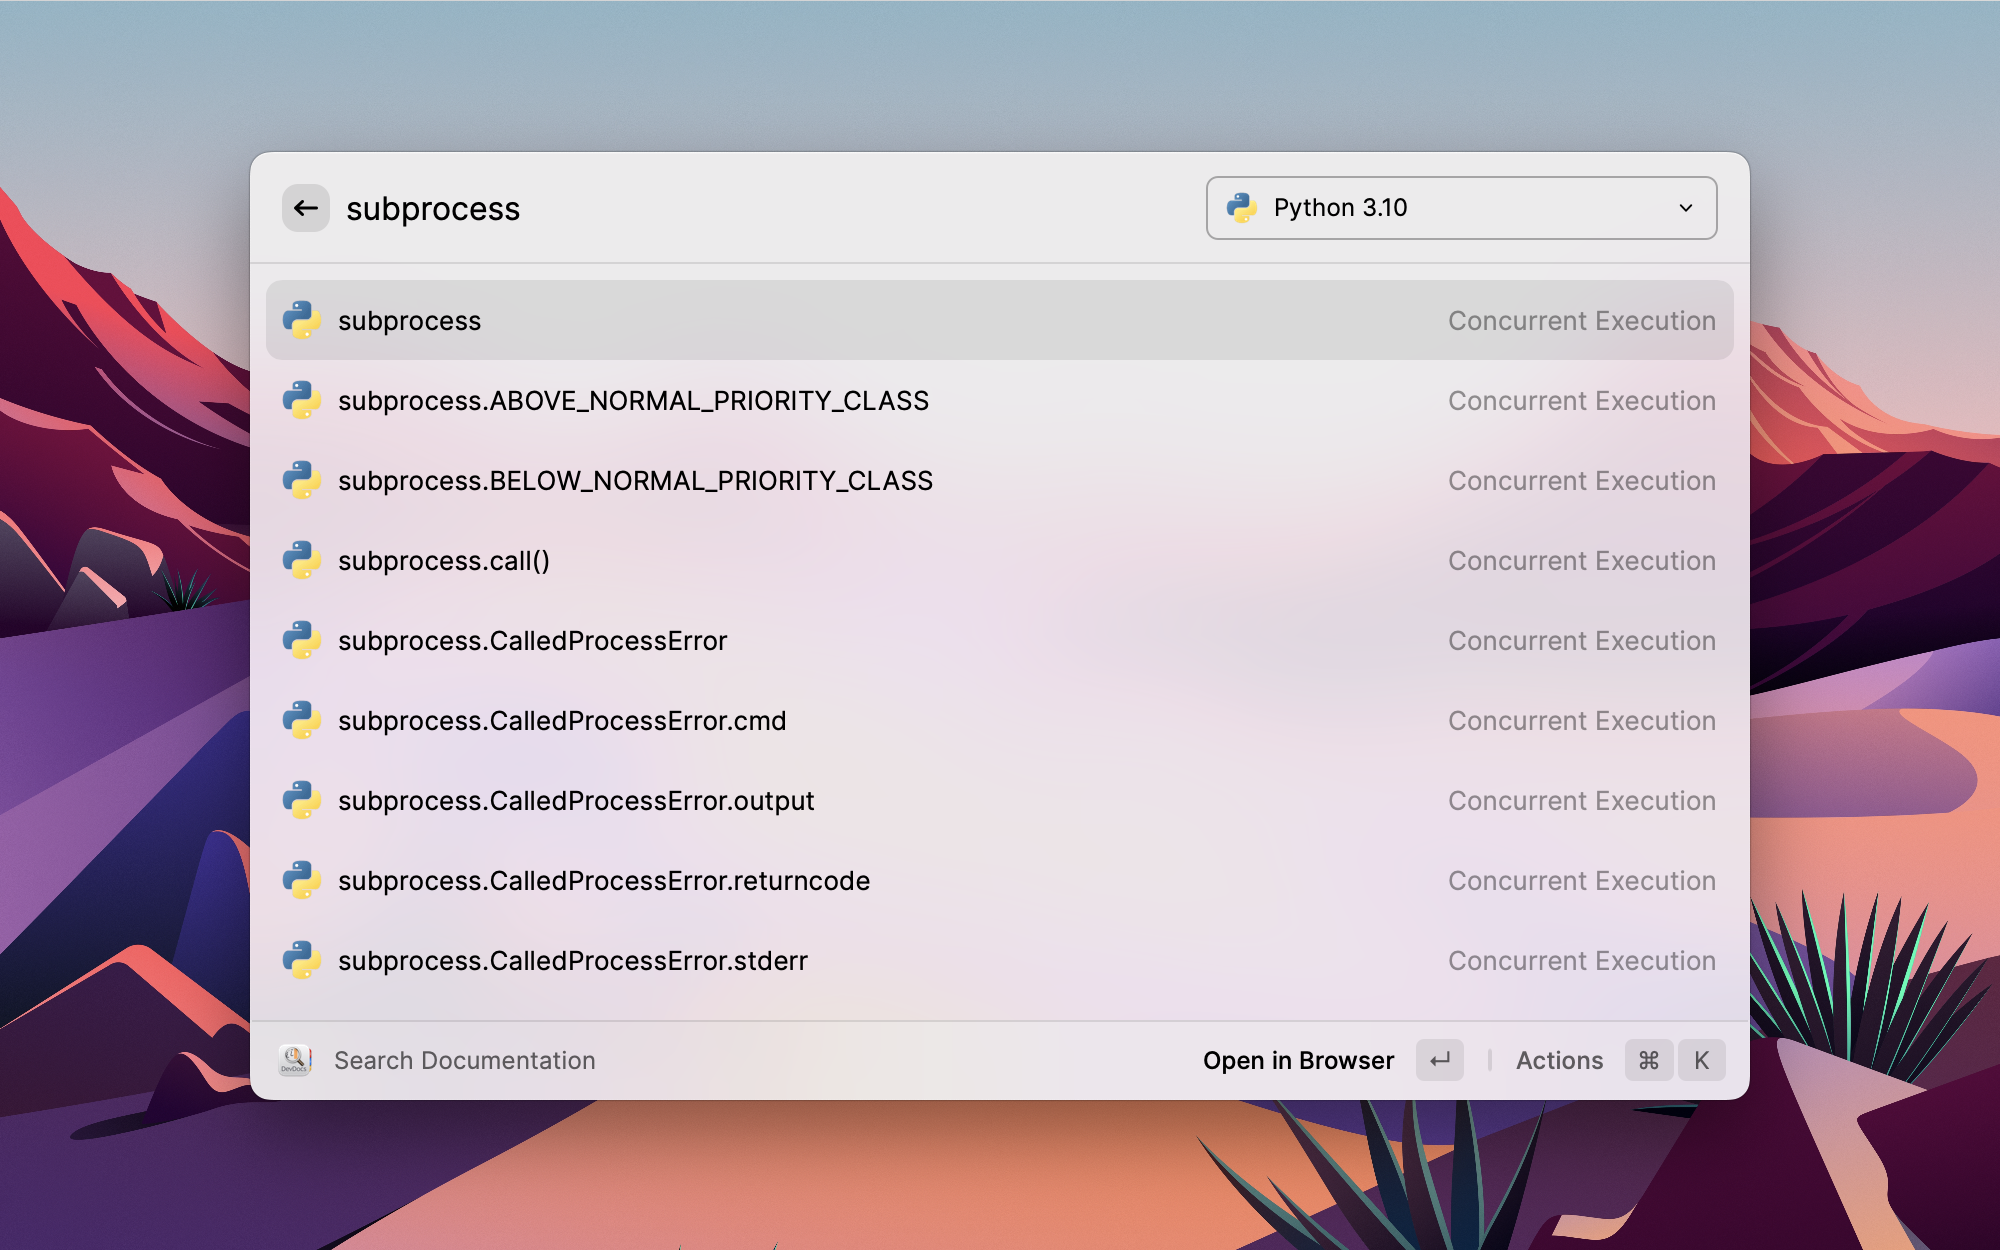 subprocess
Python 3.10
subprocess Concurrent Execution
subprocess.ABOVE_NORMAL_PRIORITY_CLASS Concurrent Execution
subprocess.BELOW_NORMAL_PRIORITY_CLASS Concurrent Execution
subprocess.call() Concurrent Execution
subprocess.CalledProcessError Concurrent Execution
subprocess.CalledProcessError.cmd Concurrent Execution
subprocess.CalledProcessError.output Concurrent Execution
subprocess.CalledProcessError.returncode Concurrent Execution
subprocess.CalledProcessError.stderr Concurrent Execution
DevDocs
Search Documentation
Open in Browser ↵ Actions ⌘ K